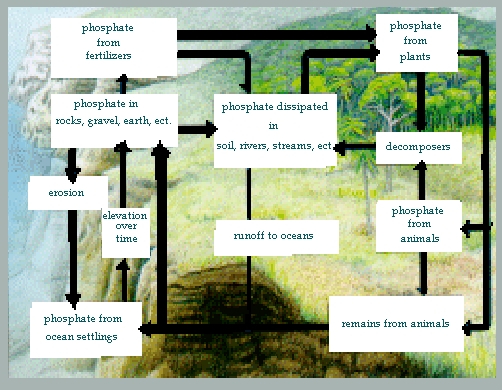 phosphate
from
fertilizers
phosphate
from
plants
phosphate in
rocks, gravel, earth, ect.
phosphate dissipated
in
soil, rivers, streams, ect
decomposers
erosion
elevation
over
time
phosphate
from
animals
runoff to oceans
phosphate from
ocean settlings
remains from animals